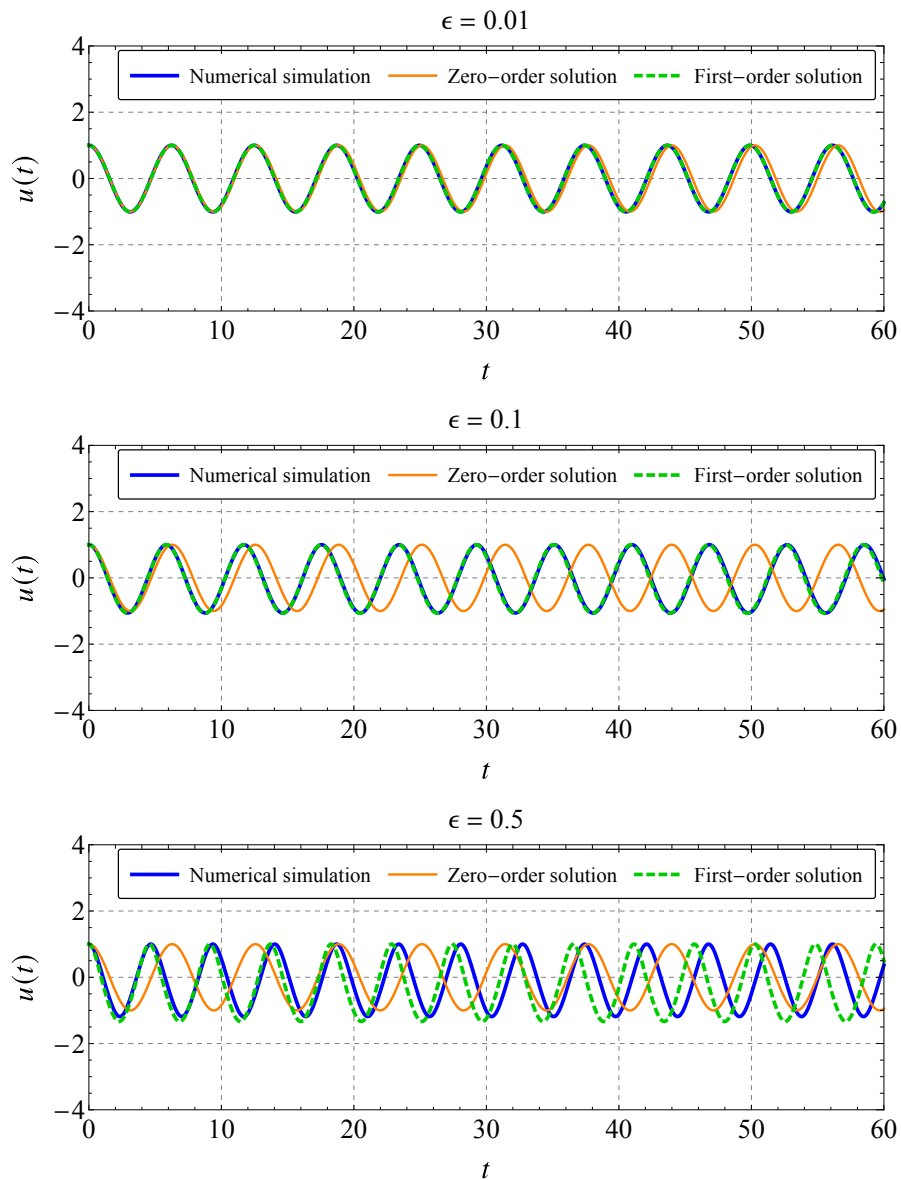 ϵ = 0.01
4
Numerical simulation Zero−order solution First−order solution
2
u(t)
0
−2
−4
0 10 20 30 40 50 60
t
ϵ = 0.1
4
Numerical simulation Zero−order solution First−order solution
2
u(t)
0
−2
−4
0 10 20 30 40 50 60
t
ϵ = 0.5
4
Numerical simulation Zero−order solution First−order solution
2
u(t)
0
−2
−4
0 10 20 30 40 50 60
t